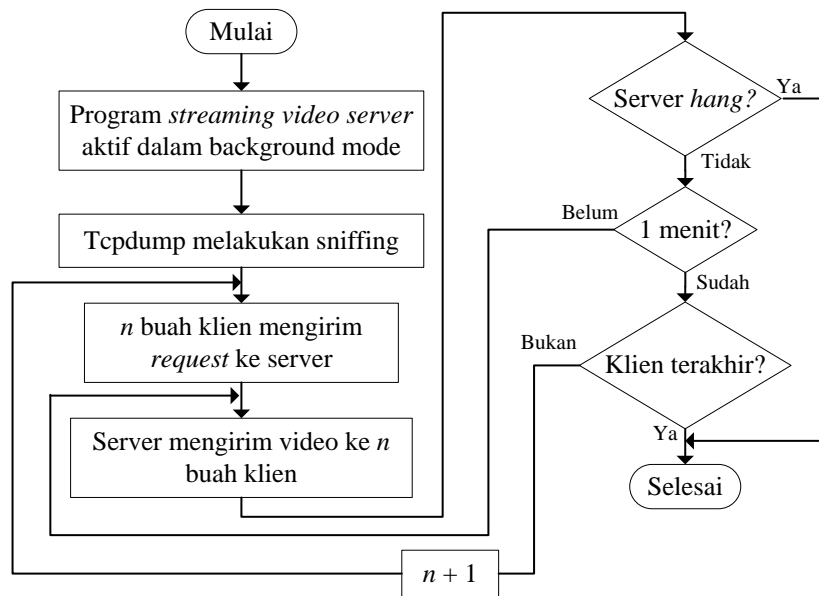 Mulai
Program streaming video server
aktif dalam background mode
Tcpdump melakukan sniffing
n buah klien mengirim
request ke server
Server mengirim video ke n
buah klien
Server hang?
Ya
Tidak
Belum
1 menit?
Sudah
Bukan
Klien terakhir?
Ya
Selesai
n + 1